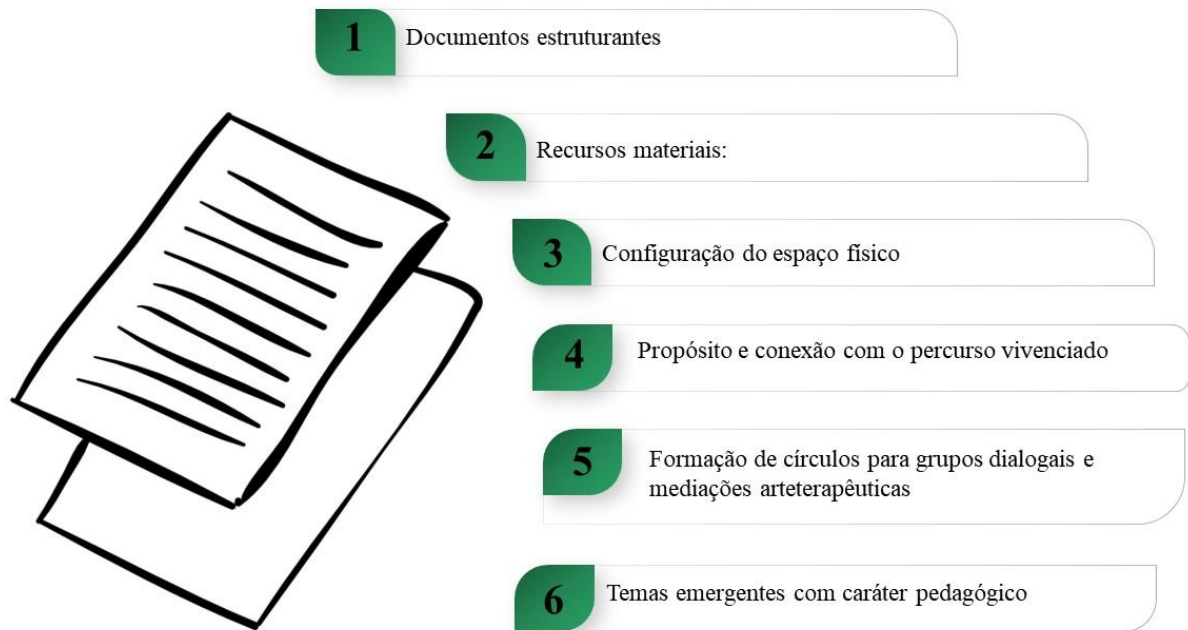 1 Documentos estruturantes
2 Recursos materiais:
3 Configuração do espaço físico
4 Propósito e conexão com o percurso vivenciado
5 Formação de círculos para grupos dialogais e
mediações arteterapêuticas
6 Temas emergentes com caráter pedagógico